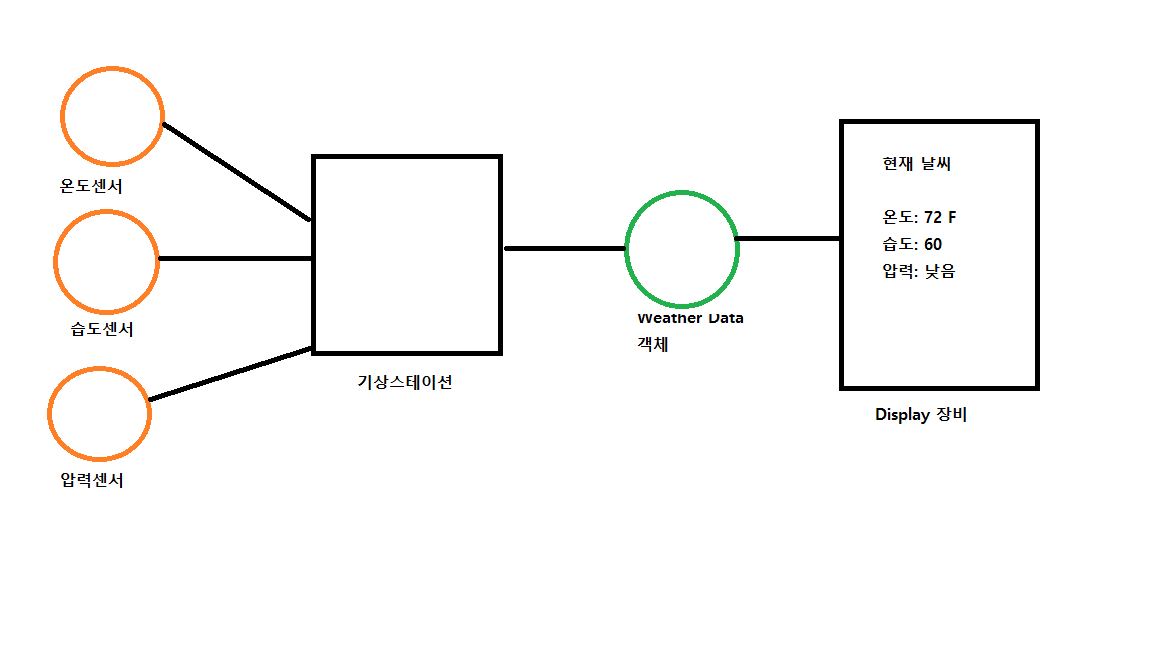 온도센서
습도센서
압력센서
기상스테이션
Weather Data
객체
현재 날씨
온도: 72 F
습도: 60
압력: 낮음
Display 장비